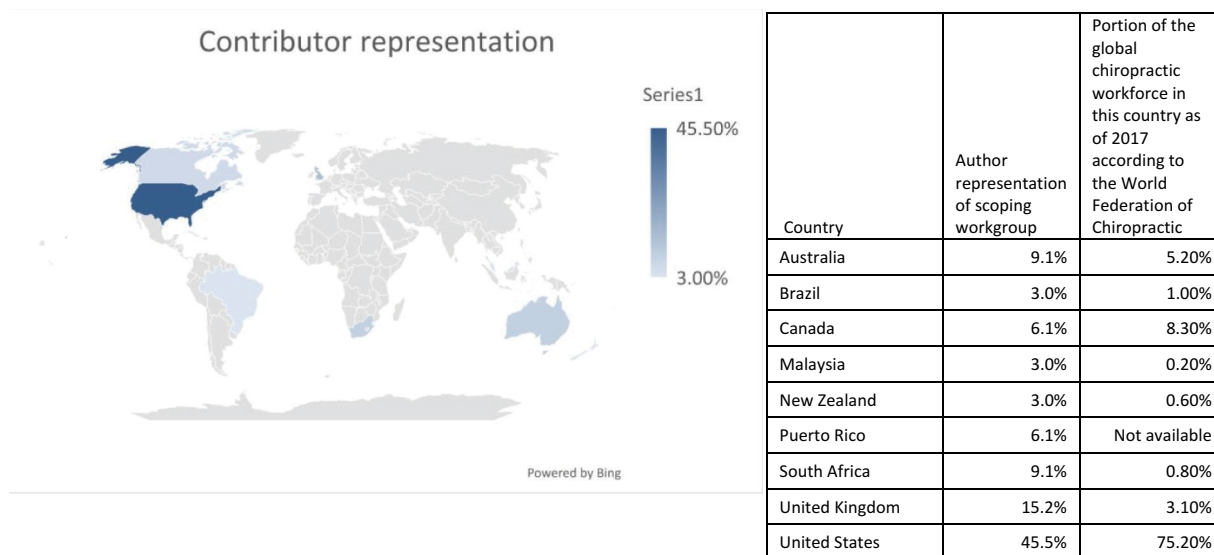 Contributor representation
Series1
45.50%
3.00%
Powered by Bing
Country
Author
representation
of scoping
workgroup
Portion of the
global
chiropractic
workforce in
this country as
of 2017
according to
the World
Federation of
Chiropractic
Australia 9.1% 5.20%
Brazil 3.0% 1.00%
Canada 6.1% 8.30%
Malaysia 3.0% 0.20%
New Zealand 3.0% 0.60%
Puerto Rico 6.1% Not available
South Africa 9.1% 0.80%
United Kingdom 15.2% 3.10%
United States 45.5% 75.20%